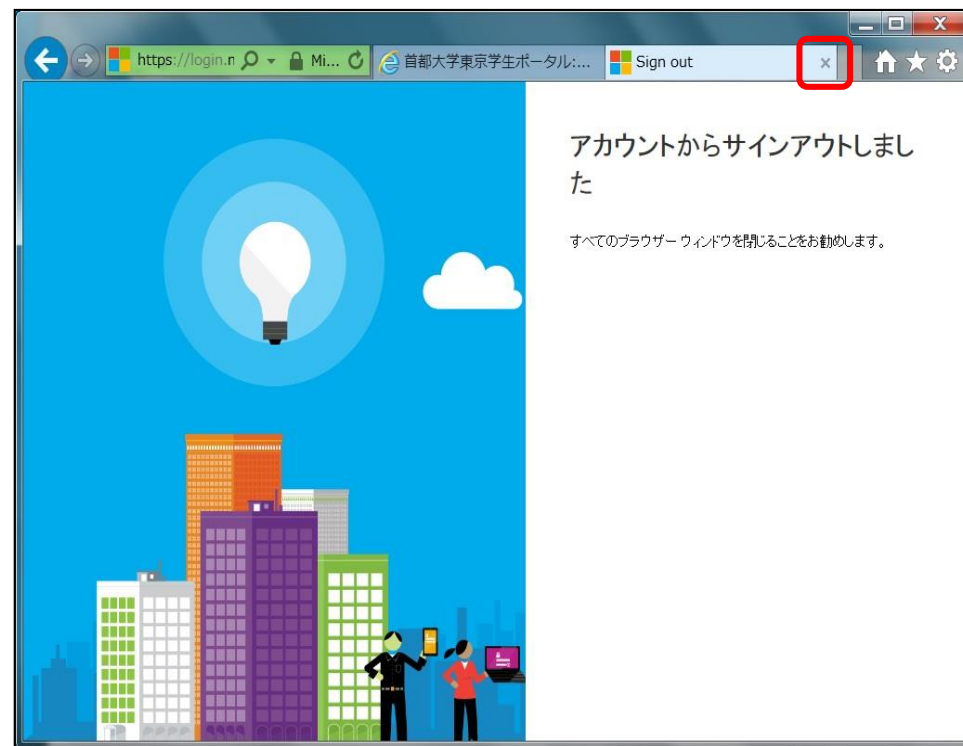 https://login.n
Mi...
首都大学東京学生ポータル:...
Sign out
アカウントからサインアウトしまし
た
すべてのブラウザー ウィンドウを閉じることをお勧めします。